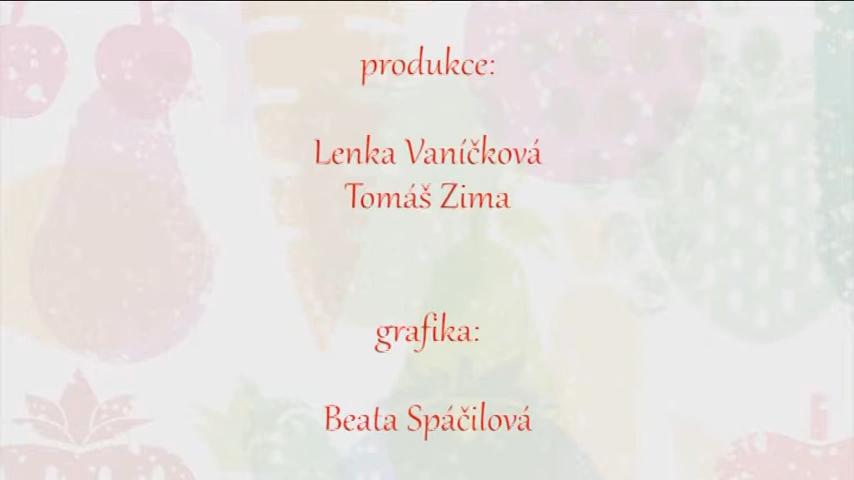 produkce:
Lenka Vaníčková
Tomáš Zima
grafika:
Beata Spáčilová